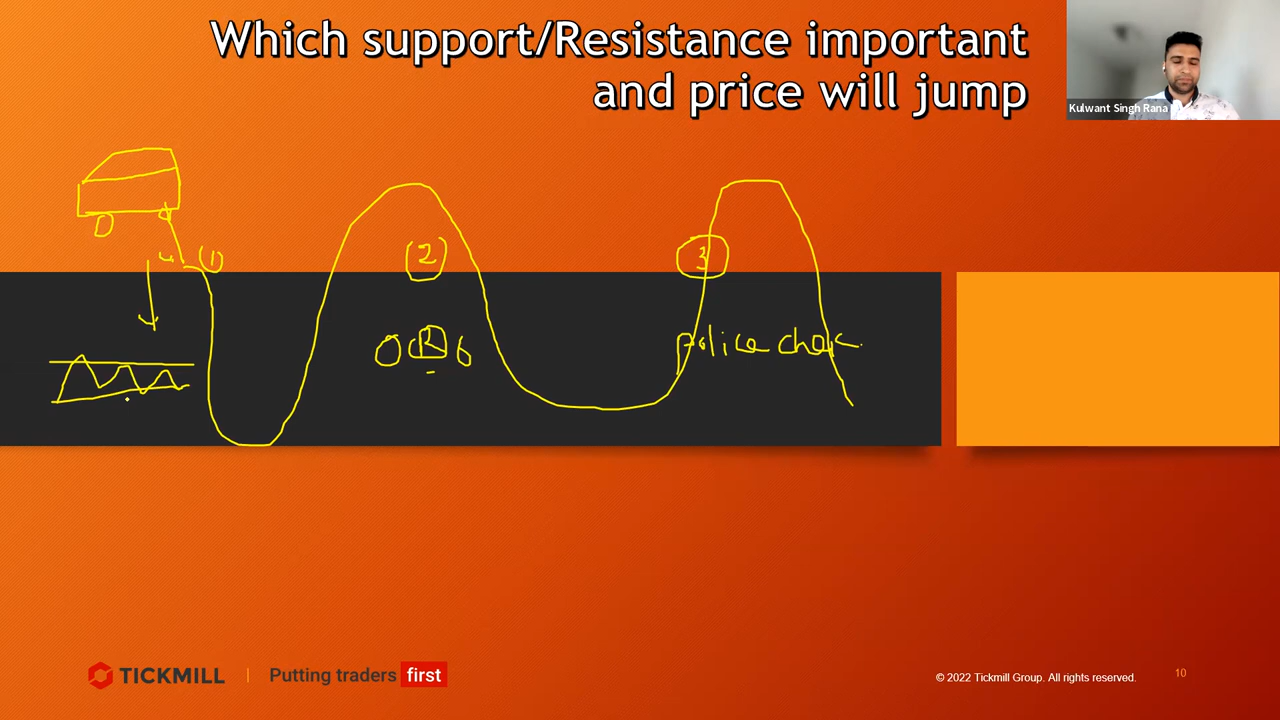 Which support/Resistance important
and price will jump
Kulwant Singh Rana
(1)
2
3
police chek
TICKMILL | Putting traders first
© 2022 Tickmill Group. All rights reserved.
10